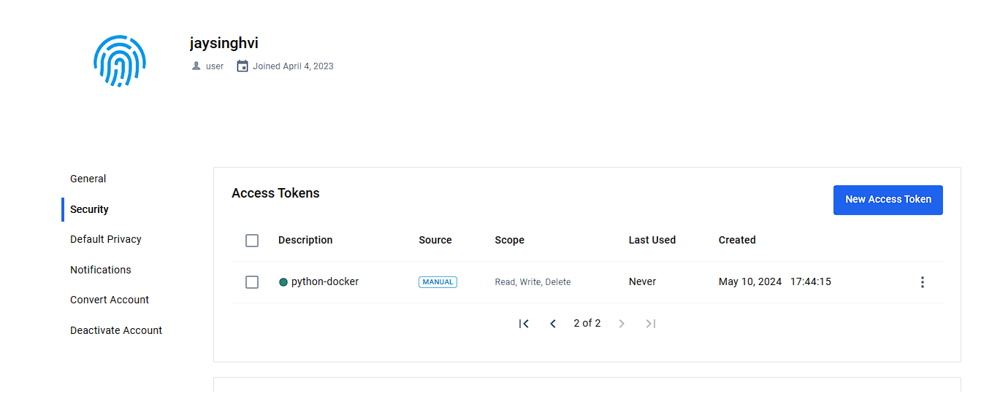 jaysinghvi
user Joined April 4, 2023
General
Security
Default Privacy
Notifications
Convert Account
Deactivate Account
Access Tokens
New Access Token
Description Source Scope Last Used Created
python-docker MANUAL Read, Write, Delete Never May 10, 2024 17:44:15
2 of 2